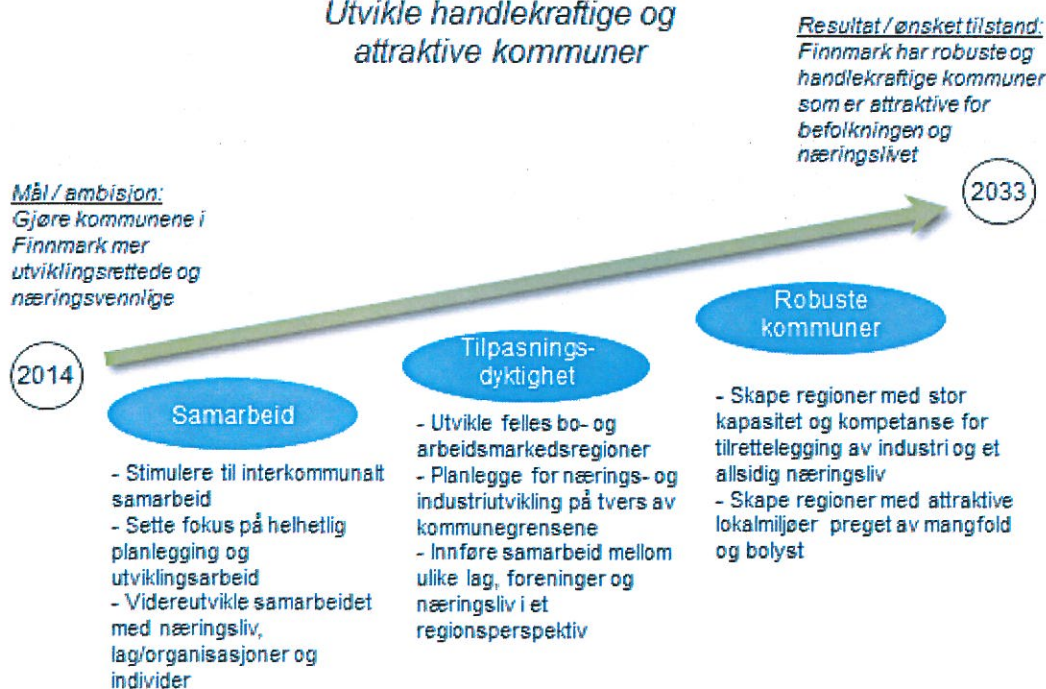 Utvikle handlekraftige og
attraktive kommuner
Resultat / ønsket tilstand:
Finnmark har robuste og
handlekraftige kommuner
som er attraktive for
befolkningen og
næringslivet
2033
Mål / ambisjon:
Gjøre kommunene i
Finnmark mer
utviklingsrettede og
næringsvennlige
2014
Samarbeid
- Stimulere til interkommunalt
samarbeid
- Sette fokus på helhetlig
planlegging og
utviklingsarbeid
- Videreutvikle samarbeidet
med næringsliv,
lag/organisasjoner og
individer
Tilpasnings-
dyktighet
- Utvikle felles bo- og
arbeidsmarkedsregioner
- Planlegge for nærings- og
industriutvikling på tvers av
kommunegrensene
- Innføre samarbeid mellom
ulike lag, foreninger og
næringsliv i et
regionsperspektiv
Robuste
kommuner
- Skape regioner med stor
kapasitet og kompetanse for
tilrettelegging av industri og et
allsidig næringsliv
- Skape regioner med attraktive
lokalmiljøer preget av mangfold
og bolyst